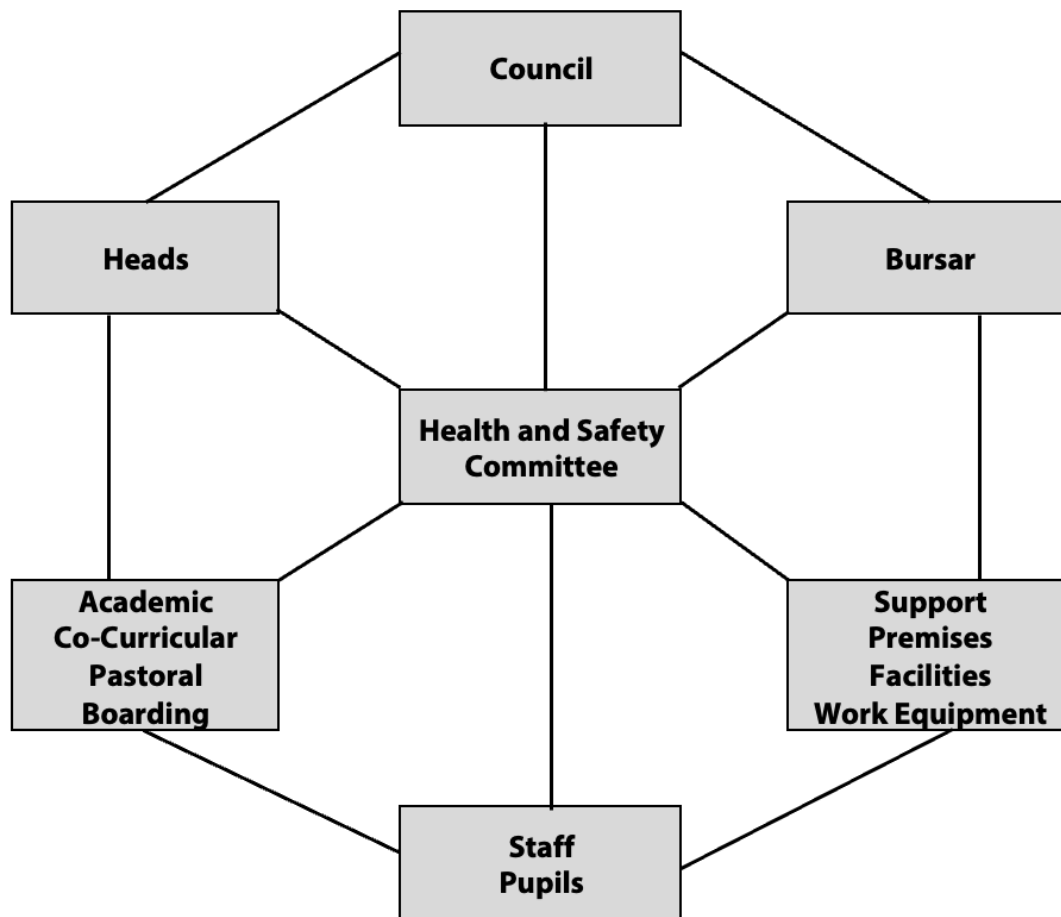 Council
Heads
Bursar
Health and Safety
Committee
Academic
Co-Curricular
Pastoral
Boarding
Support
Premises
Facilities
Work Equipment
Staff
Pupils